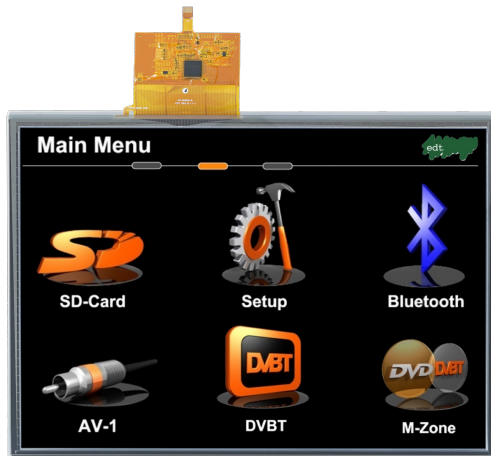 Main Menu
edt.
SD
SD-Card
Setup
Bluetooth
DVBT
DVD DVBT
AV-1
DVBT
M-Zone